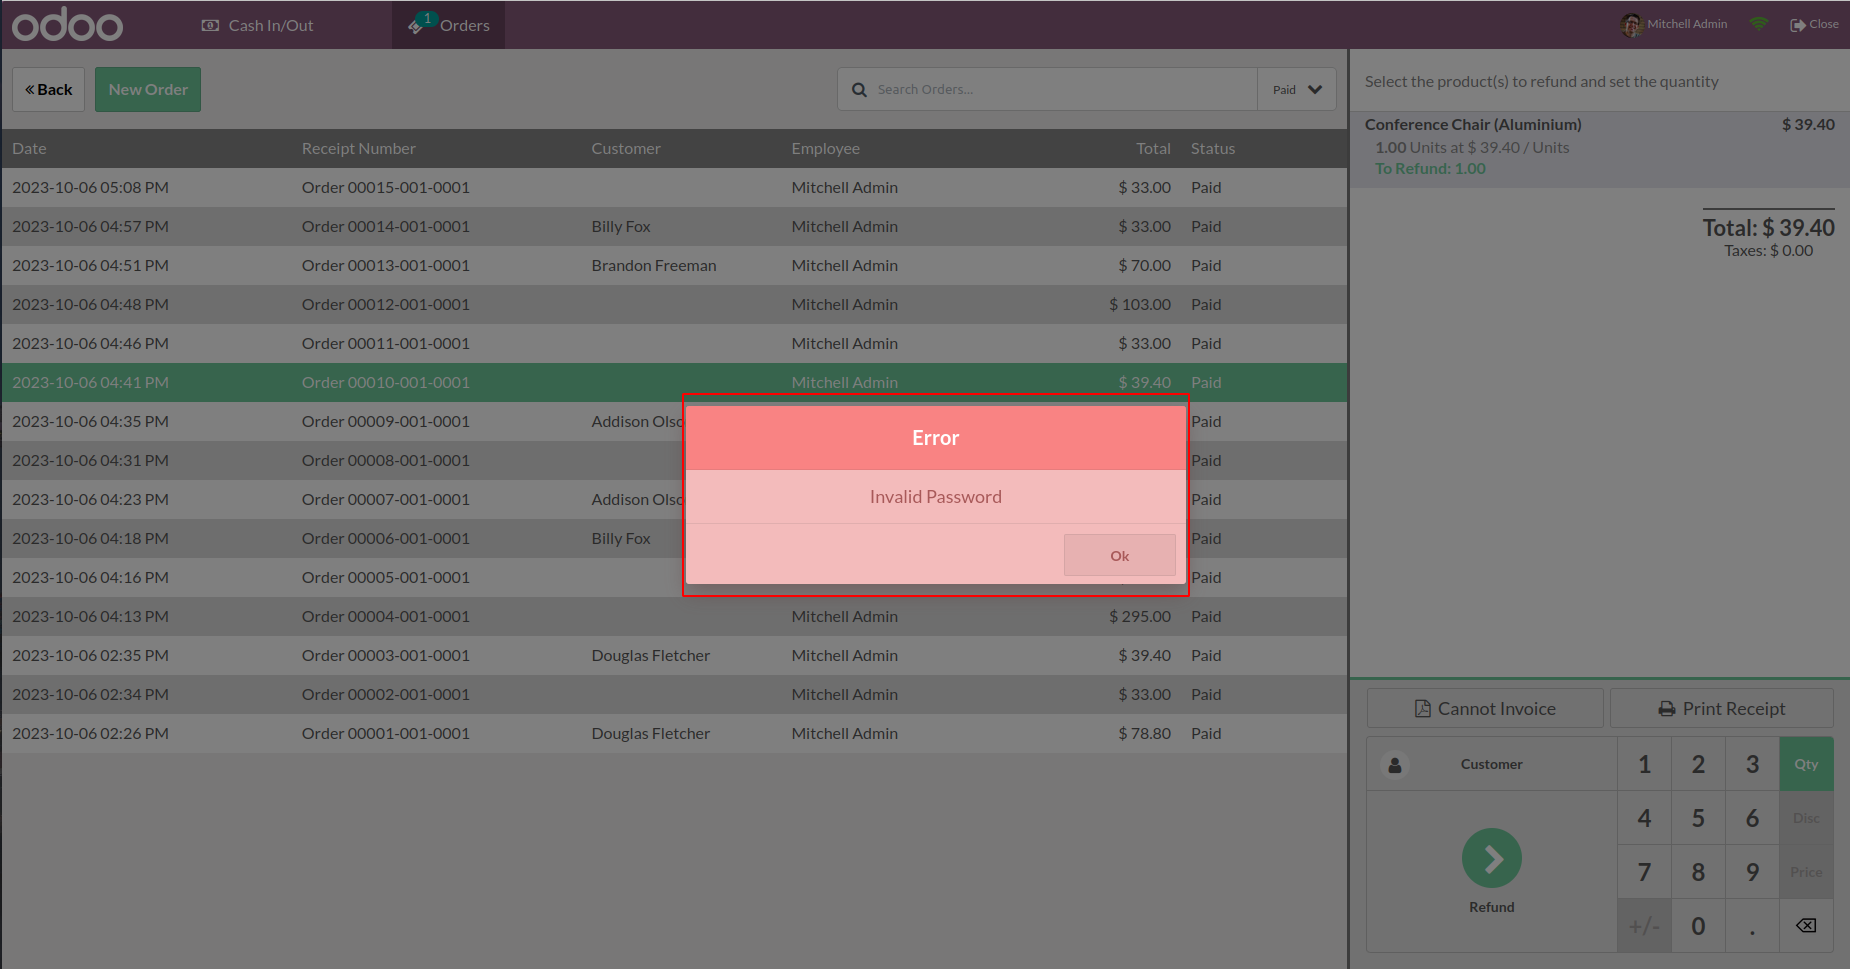 odoo
Cash In/Out
1
Orders
Mitchell Admin
Close
Back
New Order
Search Orders...
Paid
Select the product(s) to refund and set the quantity
Conference Chair (Aluminium) $ 39.40
1.00 Units at $ 39.40 / Units
To Refund: 1.00
Total: $ 39.40
Taxes: $ 0.00
Date Receipt Number Customer Employee Total Status
2023-10-06 05:08 PM Order 00015-001-0001 Mitchell Admin $ 33.00 Paid
2023-10-06 04:57 PM Order 00014-001-0001 Billy Fox Mitchell Admin $ 33.00 Paid
2023-10-06 04:51 PM Order 00013-001-0001 Brandon Freeman Mitchell Admin $ 70.00 Paid
2023-10-06 04:48 PM Order 00012-001-0001 Mitchell Admin $ 103.00 Paid
2023-10-06 04:46 PM Order 00011-001-0001 Mitchell Admin $ 33.00 Paid
2023-10-06 04:41 PM Order 00010-001-0001 Mitchell Admin $ 39.40 Paid
2023-10-06 04:35 PM Order 00009-001-0001 Addison Paid
2023-10-06 04:31 PM Order 00008-001-0001 Paid
2023-10-06 04:23 PM Order 00007-001-0001 Addison Paid
2023-10-06 04:18 PM Order 00006-001-0001 Billy Fox Paid
2023-10-06 04:16 PM Order 00005-001-0001 Paid
2023-10-06 04:13 PM Order 00004-001-0001 Mitchell Admin $ 295.00 Paid
2023-10-06 02:35 PM Order 00003-001-0001 Douglas Fletcher Mitchell Admin $ 39.40 Paid
2023-10-06 02:34 PM Order 00002-001-0001 Mitchell Admin $ 33.00 Paid
2023-10-06 02:26 PM Order 00001-001-0001 Douglas Fletcher Mitchell Admin $ 78.80 Paid
Error
Invalid Password
Ok
Cannot Invoice
Print Receipt
Customer
Refund
1 2 3 Qty
4 5 6 Disc
7 8 9 Price
+/- 0 .